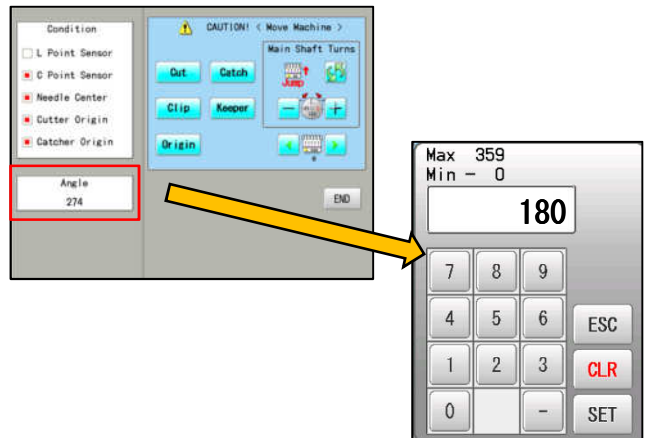 Condition
L Point Sensor
C Point Sensor
Needle Center
Cutter Origin
Catcher Origin
Angle
274
CAUTION! < Move Machine >
Main Shaft Turns
Cut
Catch
Jump
Clip
Keeper
- +
Origin
END
Max 359
Min - 0
180
7 8 9
4 5 6 ESC
1 2 3 CLR
0 - SET